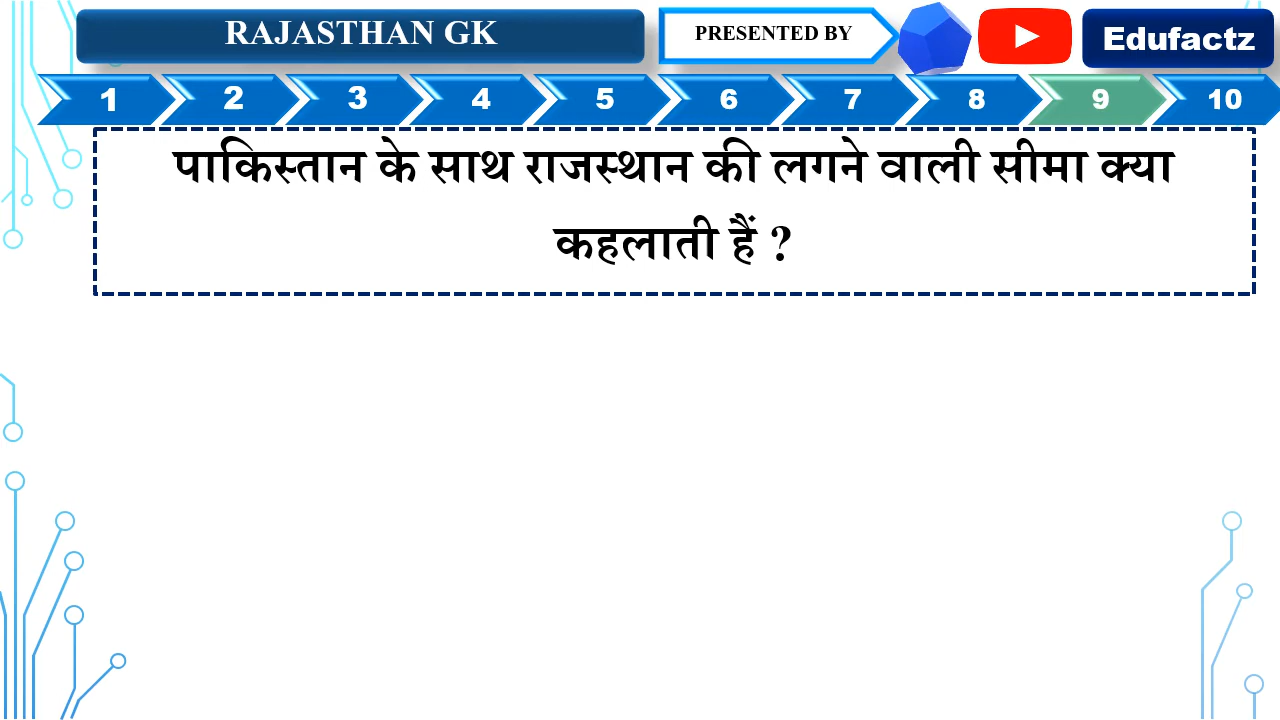 RAJASTHAN GK
PRESENTED BY
Edufactz
1 2 3 4 5 6 7 8 9 10
पाकिस्तान के साथ राजस्थान की लगने वाली सीमा क्या
कहलाती हैं ?